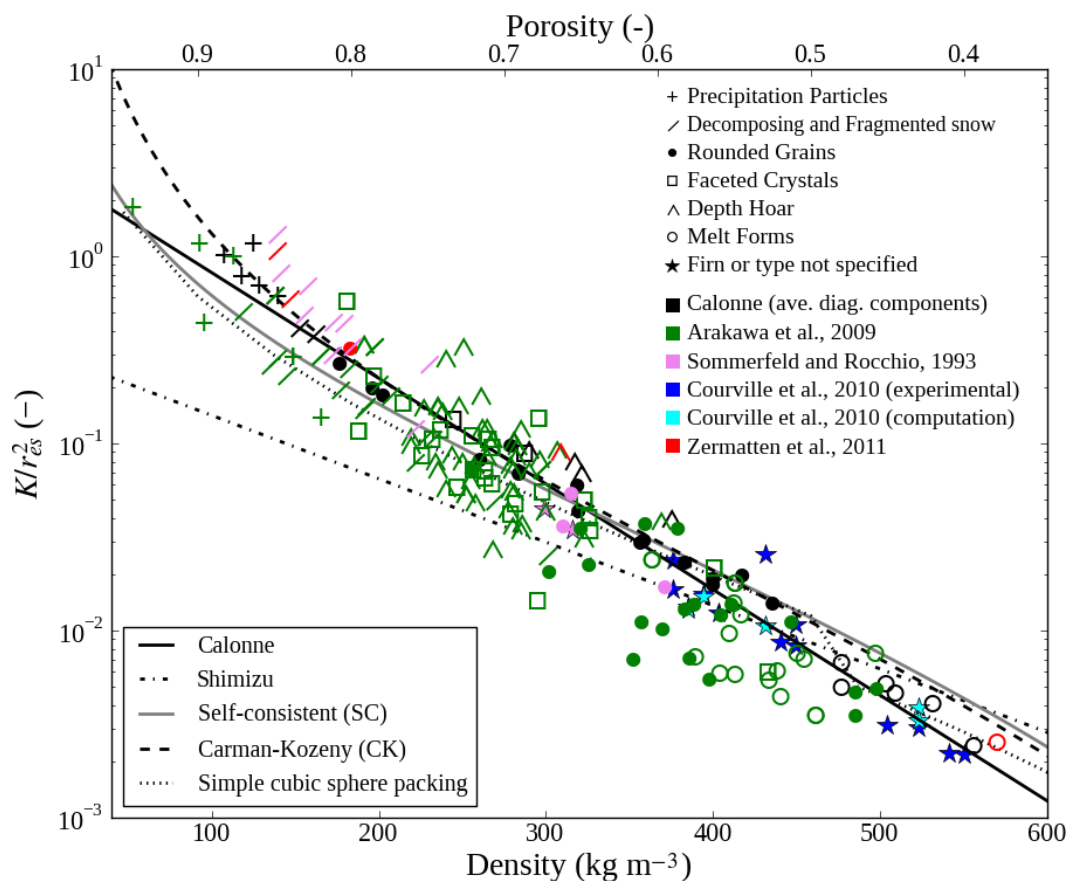 Porosity (-)
0.9 0.8 0.7 0.6 0.5 0.4
10^1
10^0
10^-1
10^-2
10^-3
K/r_es^2 (−)
Precipitation Particles
Decomposing and Fragmented snow
Rounded Grains
Faceted Crystals
Depth Hoar
Melt Forms
Firn or type not specified
Calonne (ave. diag. components)
Arakawa et al., 2009
Sommerfeld and Rocchio, 1993
Courville et al., 2010 (experimental)
Courville et al., 2010 (computation)
Zermatten et al., 2011
Calonne
Shimizu
Self-consistent (SC)
Carman-Kozeny (CK)
Simple cubic sphere packing
100 200 300 400 500 600
Density (kg m^−3)